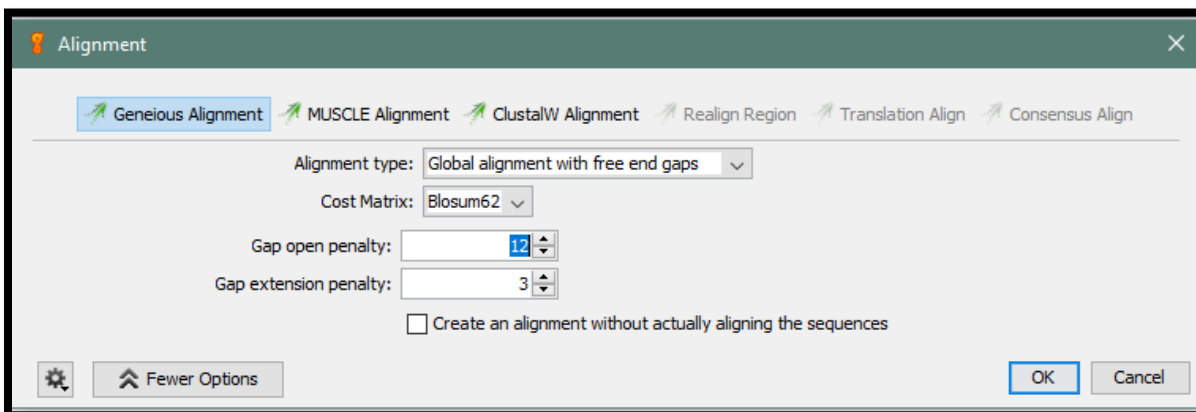 Alignment
Geneious Alignment MUSCLE Alignment ClustalW Alignment Realign Region Translation Align Consensus Align
Alignment type: Global alignment with free end gaps
Cost Matrix: Blosum62
Gap open penalty: 12
Gap extension penalty: 3
Create an alignment without actually aligning the sequences
Fewer Options OK Cancel